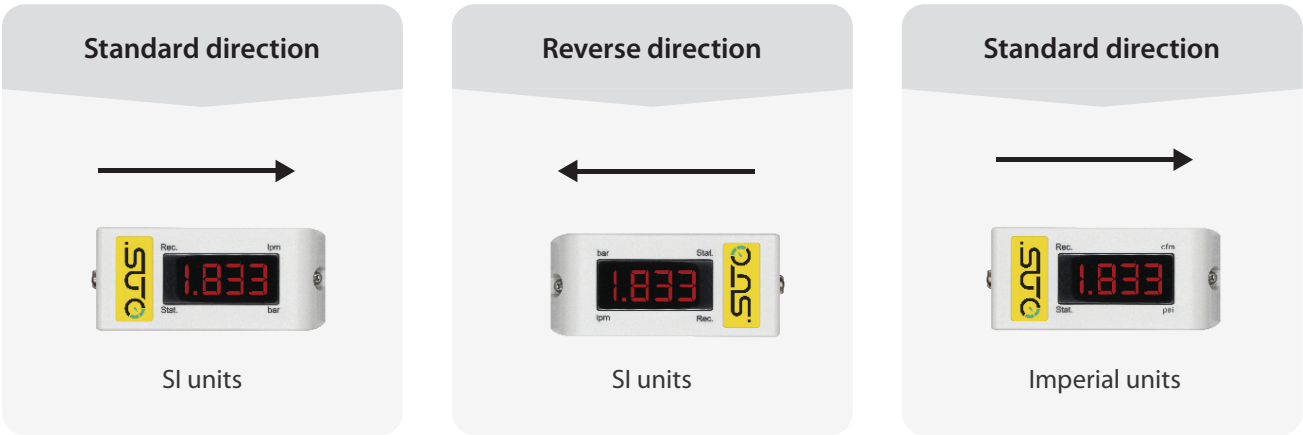 Standard direction
Rec. lpm
SUTO
1.833
Stat. bar
SI units
Reverse direction
bar Stat.
1.833
SUTO
lpm Rec.
SI units
Standard direction
Rec. cfm
SUTO
1.833
Stat. psi
Imperial units